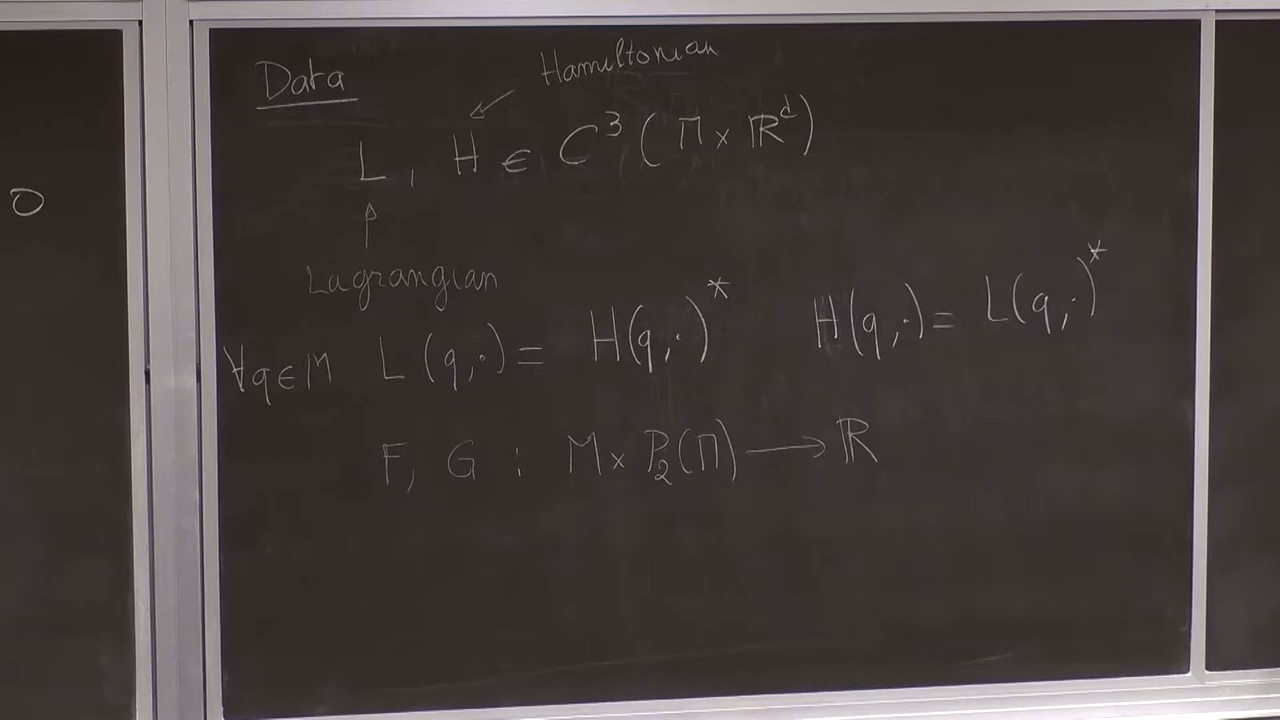 Hamiltonian
Data
L, H ∈ C³ (M × ℝᵈ)
Lagrangian
∀q∈M L(q,·) = H(q,·)* H(q,·) = L(q,·)*
F, G : M × P₂(M) ⟶ ℝ
O